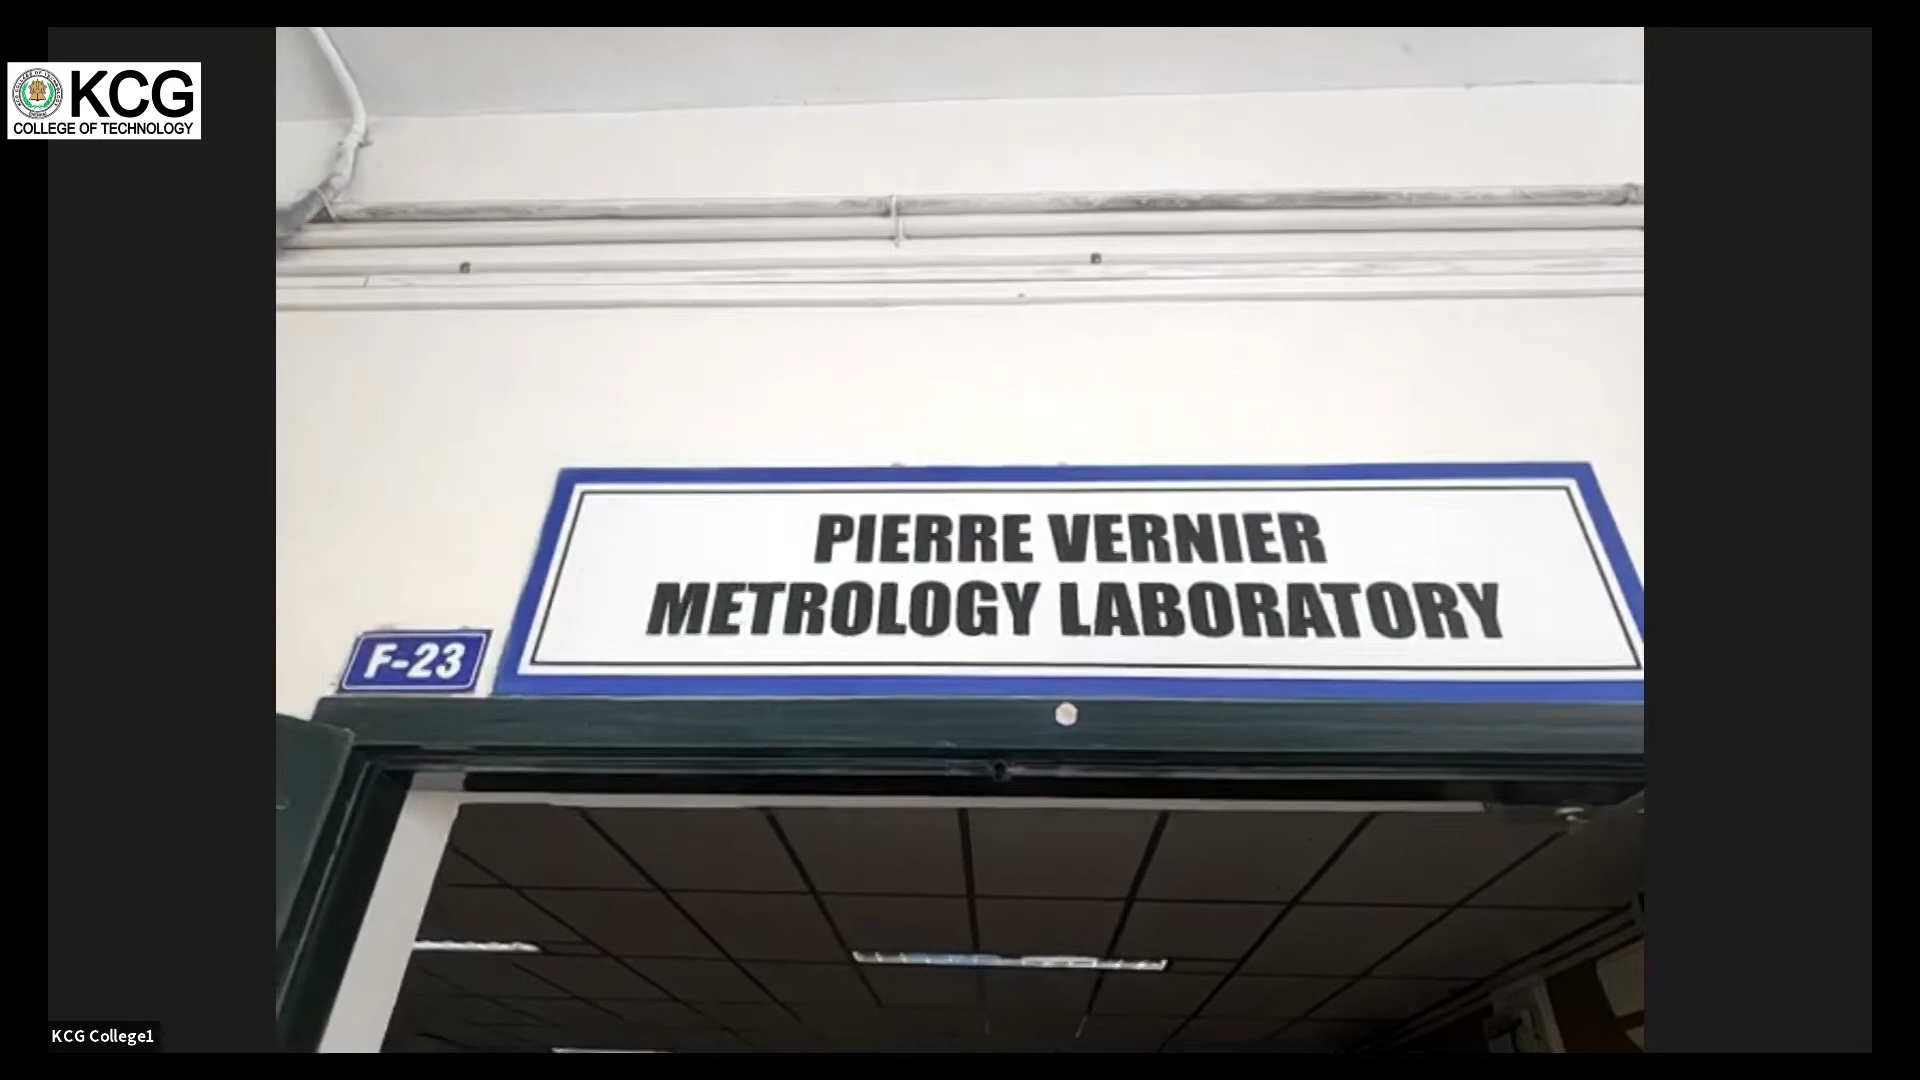 KCG
COLLEGE OF TECHNOLOGY
PIERRE VERNIER
METROLOGY LABORATORY
F-23
KCG College1